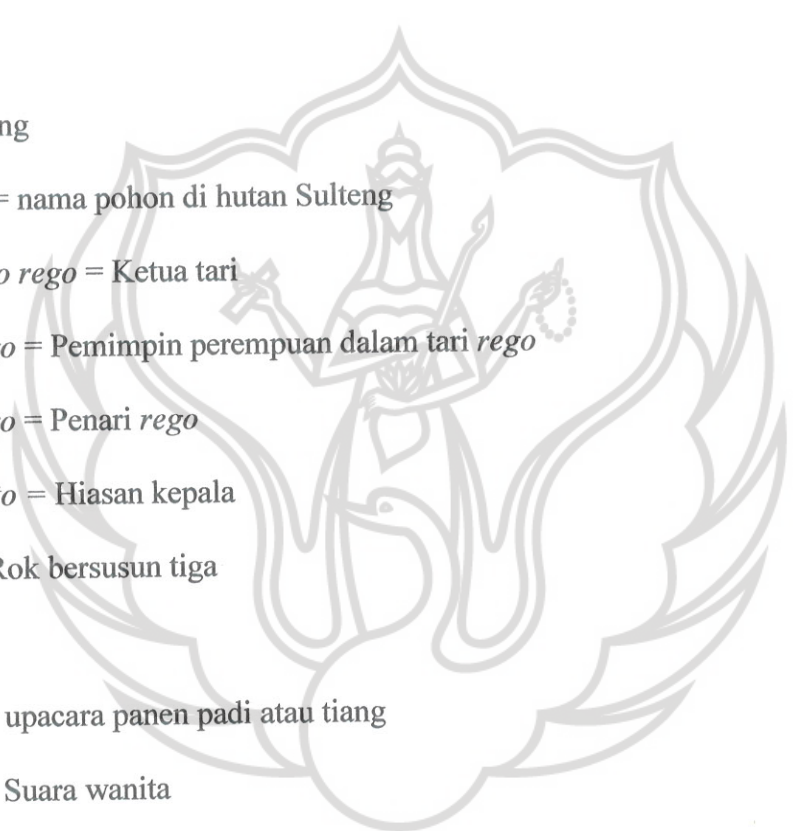 ng
= nama pohon di hutan Sulteng
o rego = Ketua tari
o = Pemimpin perempuan dalam tari rego
o = Penari rego
o = Hiasan kepala
Rok bersusun tiga
upacara panen padi atau tiang
Suara wanita